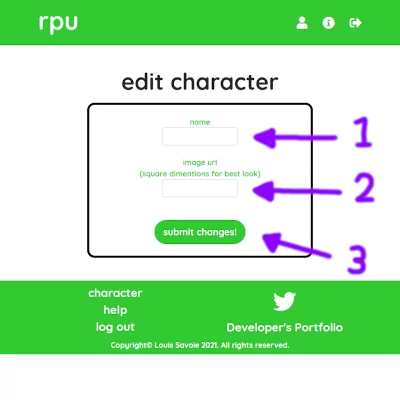 rpu
edit character
name
1
image url
(square dimentions for best look)
2
submit changes!
3
character
help
log out
Developer's Portfolio
Copyright© Louis Savoie 2021. All rights reserved.